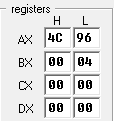 registers
H L
AX 4C 96
BX 00 04
CX 00 00
DX 00 00